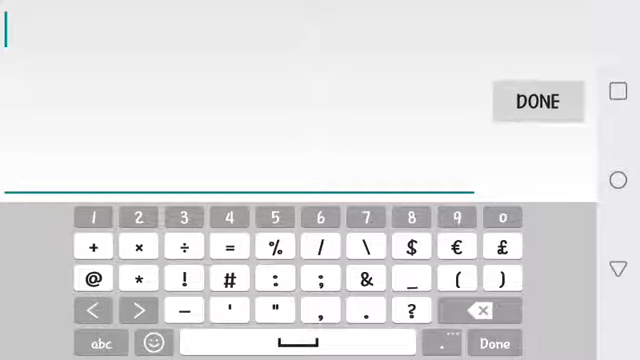 DONE
1 2 3 4 5 6 7 8 9 0
+ × ÷ = % / \ $ € £
@ * ! # : ; & _ ( )
< > – ' " , . ? 
abc . ... Done